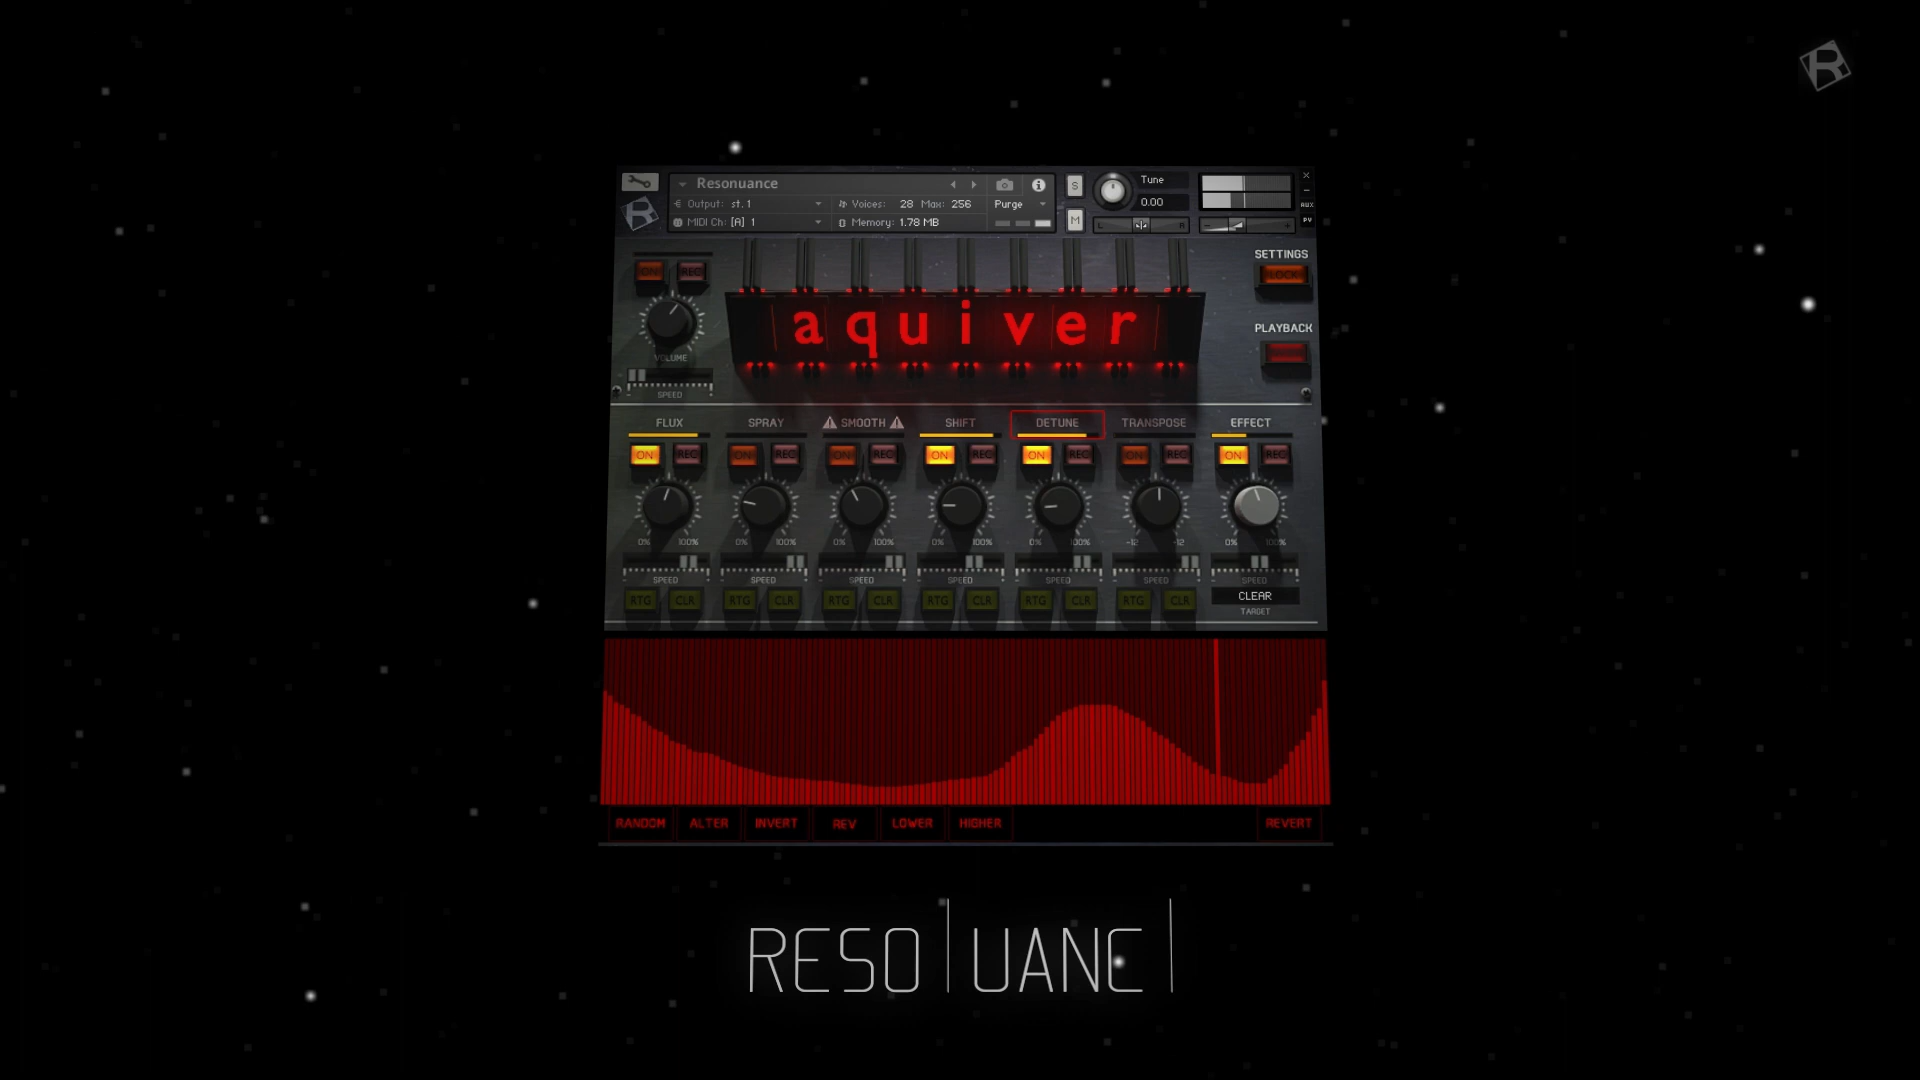 Resonuance
Output: st.1
Voices: 28 Max: 256
Purge
MIDI Ch: [A] 1
Memory: 1.78 MB
S
M
Tune
0.00
L R
AUX
PV
ON REC
VOLUME
SPEED
aquiver
SETTINGS
LOCK
PLAYBACK
FLUX SPRAY SMOOTH SHIFT DETUNE TRANSPOSE EFFECT
ON REC ON REC ON REC ON REC ON REC ON REC ON REC
0% 100% 0% 100% 0% 100% 0% 100% 0% 100% -12 -12 0% 100%
SPEED SPEED SPEED SPEED SPEED SPEED SPEED
RTG CLR RTG CLR RTG CLR RTG CLR RTG CLR RTG CLR CLEAR
TARGET
RANDOM ALTER INVERT REV LOWER HIGHER REVERT
RESO|UANC|
R